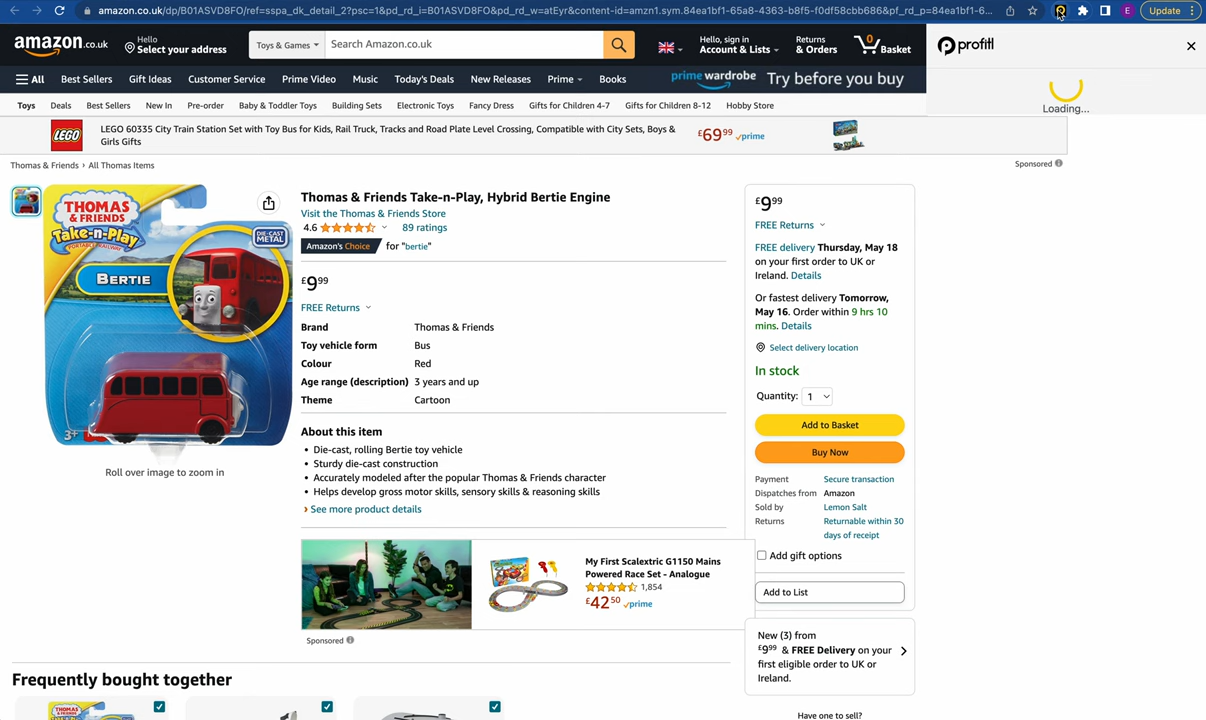 amazon.co.uk/dp/B01ASVD8FO/ref=sspa_dk_detail_2?psc=1&pd_rd_i=B01ASVD8FO&pd_rd_w=atEyr&content-id=amzn1.sym.84ea1bf1-65a8-4363-b8f5-f0df58cbb686&pf_rd_p=84ea1bf1-6...
E
Update
amazon.co.uk
Hello
Select your address
Toys & Games
Search Amazon.co.uk
Hello, sign in
Account & Lists
Returns
& Orders
0
Basket
profitl
Loading...
All
Best Sellers
Gift Ideas
Customer Service
Prime Video
Music
Today's Deals
New Releases
Prime
Books
prime wardrobe
Try before you buy
Toys
Deals
Best Sellers
New In
Pre-order
Baby & Toddler Toys
Building Sets
Electronic Toys
Fancy Dress
Gifts for Children 4-7
Gifts for Children 8-12
Hobby Store
LEGO
LEGO 60335 City Train Station Set with Toy Bus for Kids, Rail Truck, Tracks and Road Plate Level Crossing, Compatible with City Sets, Boys &
Girls Gifts
£69⁹⁹ prime
Thomas & Friends › All Thomas Items
Sponsored
THOMAS
& FRIENDS
Take-n-Play
PORTABLE RAILWAY
DIE-CAST
METAL
BERTIE
3+
Roll over image to zoom in
Thomas & Friends Take-n-Play, Hybrid Bertie Engine
Visit the Thomas & Friends Store
4.6
89 ratings
Amazon's Choice for "bertie"
£9⁹⁹
FREE Returns
Brand Thomas & Friends
Toy vehicle form Bus
Colour Red
Age range (description) 3 years and up
Theme Cartoon
About this item
• Die-cast, rolling Bertie toy vehicle
• Sturdy die-cast construction
• Accurately modeled after the popular Thomas & Friends character
• Helps develop gross motor skills, sensory skills & reasoning skills
› See more product details
My First Scalextric G1150 Mains
Powered Race Set - Analogue
1,854
£42⁵⁰ prime
Sponsored
Frequently bought together
£9⁹⁹
FREE Returns
FREE delivery Thursday, May 18
on your first order to UK or
Ireland. Details
Or fastest delivery Tomorrow,
May 16. Order within 9 hrs 10
mins. Details
Select delivery location
In stock
Quantity: 1
Add to Basket
Buy Now
Payment Secure transaction
Dispatches from Amazon
Sold by Lemon Salt
Returns Returnable within 30
days of receipt
Add gift options
Add to List
New (3) from
£9⁹⁹ & FREE Delivery on your
first eligible order to UK or
Ireland.
Have one to sell?